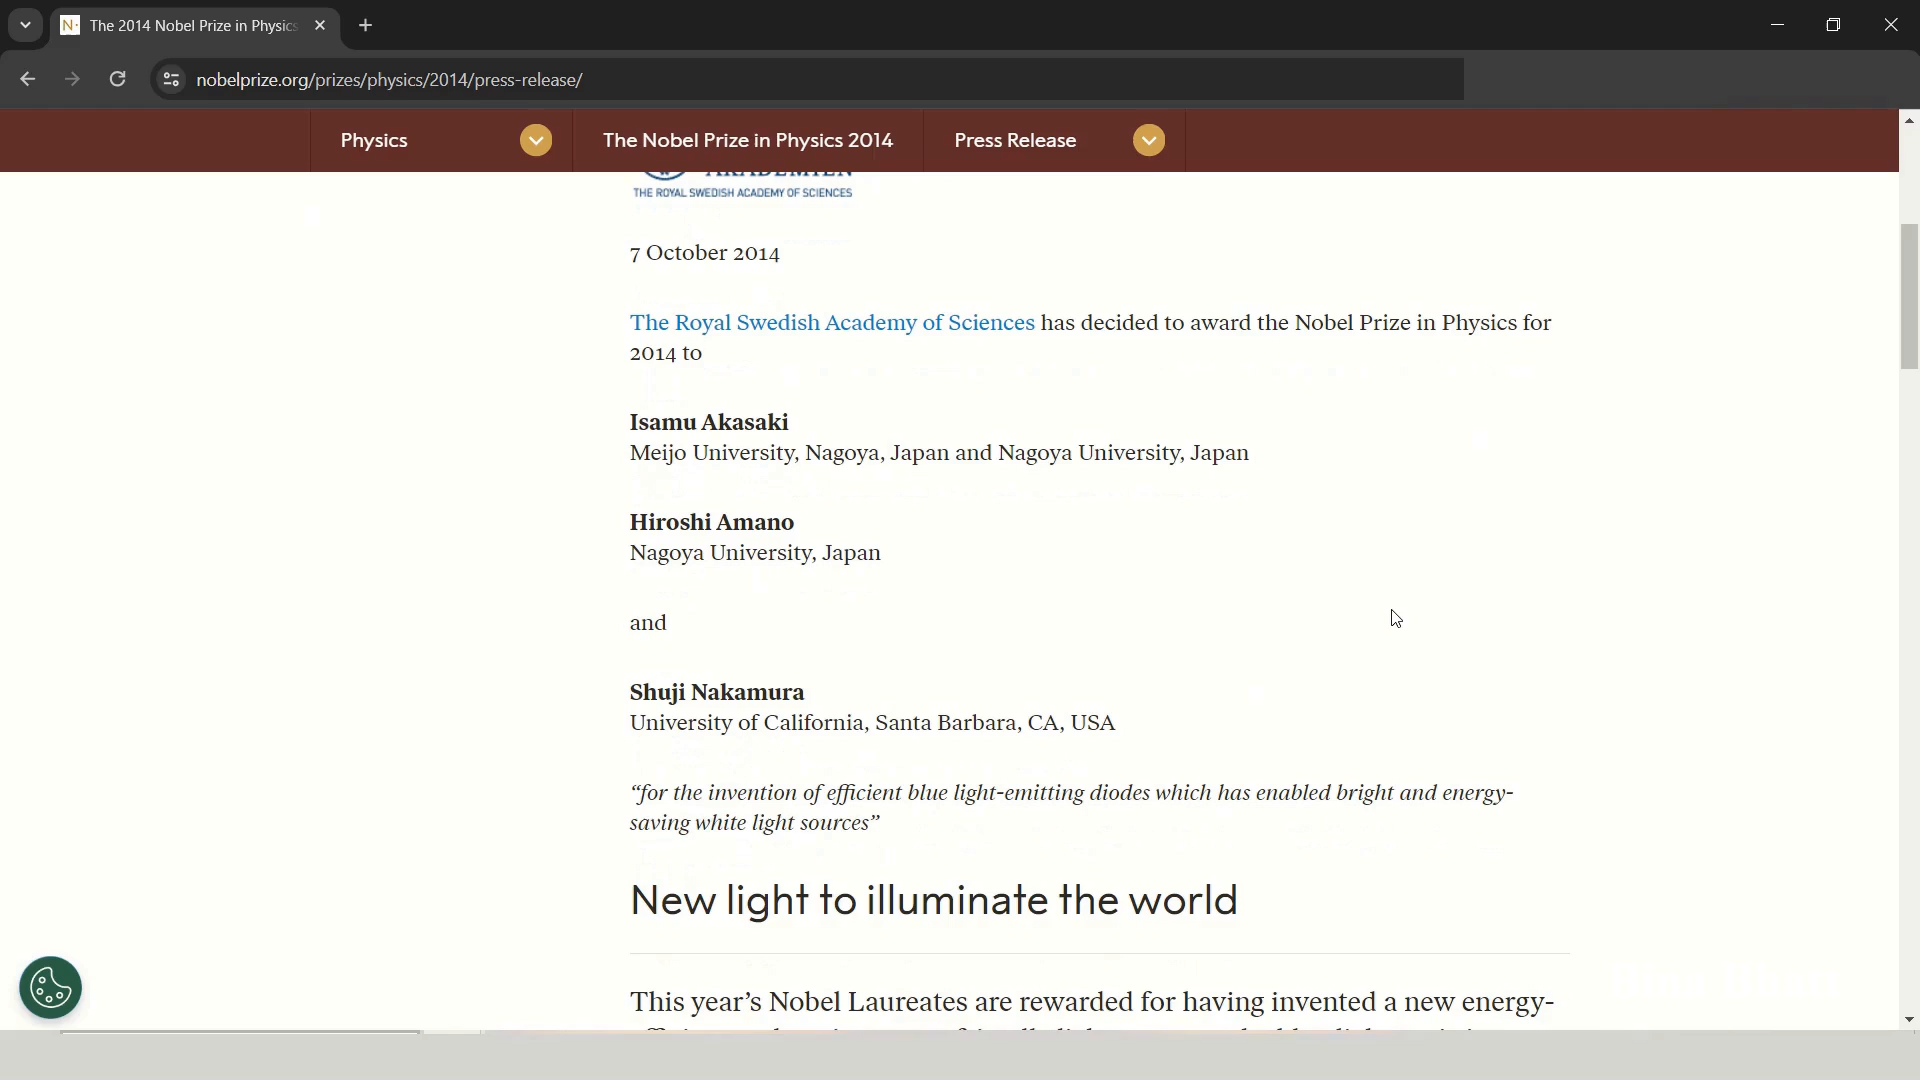 The 2014 Nobel Prize in Physics
nobelprize.org/prizes/physics/2014/press-release/
Physics
The Nobel Prize in Physics 2014
Press Release
AKADEMIEN
THE ROYAL SWEDISH ACADEMY OF SCIENCES
7 October 2014
The Royal Swedish Academy of Sciences has decided to award the Nobel Prize in Physics for
2014 to
Isamu Akasaki
Meijo University, Nagoya, Japan and Nagoya University, Japan
Hiroshi Amano
Nagoya University, Japan
and
Shuji Nakamura
University of California, Santa Barbara, CA, USA
“for the invention of efficient blue light-emitting diodes which has enabled bright and energy-
saving white light sources”
New light to illuminate the world
This year’s Nobel Laureates are rewarded for having invented a new energy-